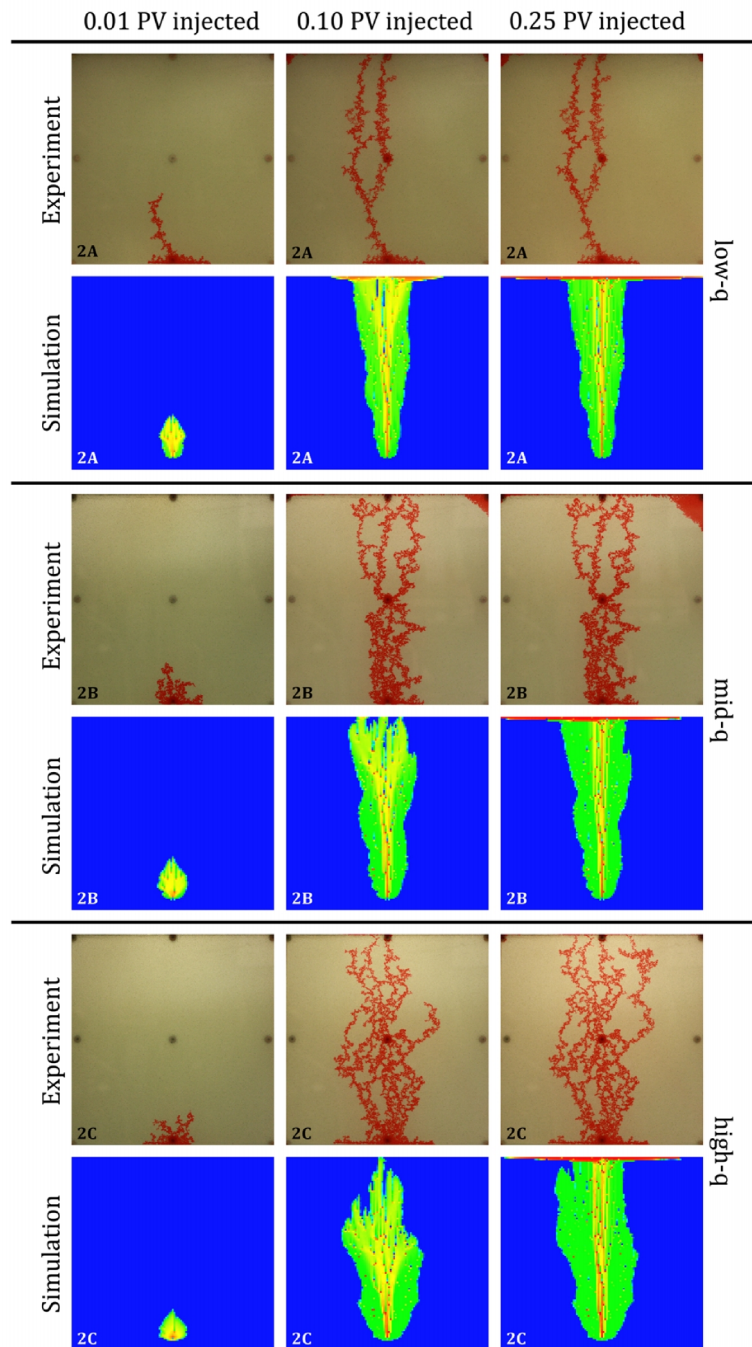 0.01 PV injected 0.10 PV injected 0.25 PV injected
Experiment
2A 2A 2A
low-q
Simulation
2A 2A 2A
Experiment
2B 2B 2B
mid-q
Simulation
2B 2B 2B
Experiment
2C 2C 2C
high-q
Simulation
2C 2C 2C